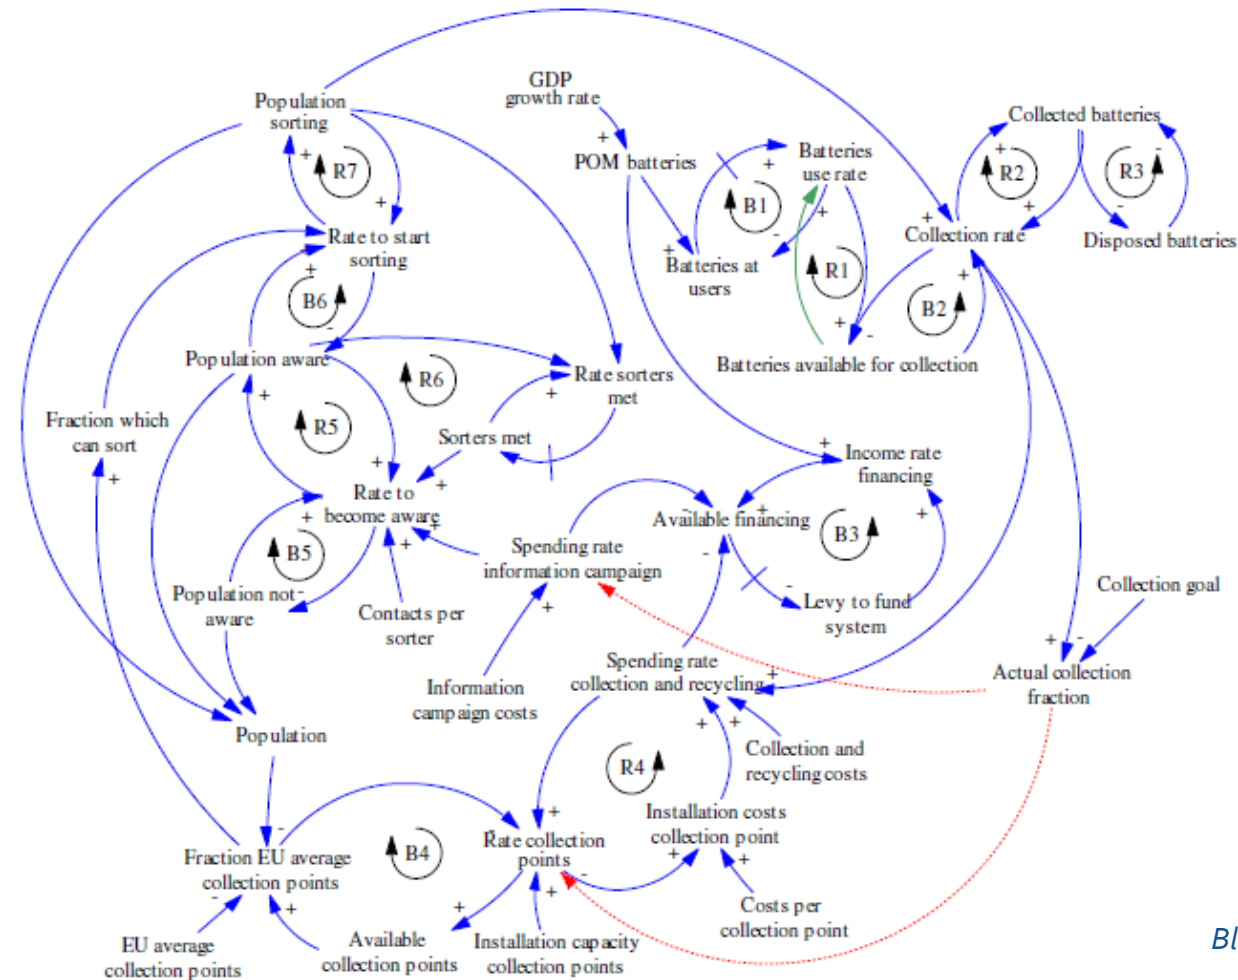 GDP
growth rate
Population
sorting
Collected batteries
+
POM batteries
Batteries
use rate
+
+
R7
+
-
R2
R3
B1
+
+
-
+
+
Rate to start
sorting
-
+
Collection rate
Disposed batteries
+
Batteries at
users
R1
+
B6
+
B2
-
+
-
Population aware
Batteries available for collection
Rate sorters
met
R6
+
+
Fraction which
can sort
R5
Sorters met
+
Income rate
financing
+
+
+
Rate to
become aware
+
+
+
-
Available financing
+
+
B3
B5
-
Spending rate
information campaign
-
Population not
aware
-
Contacts per
sorter
+
Levy to fund
system
Collection goal
+
-
Spending rate
collection and recycling
+
Actual collection
fraction
Information
campaign costs
+
+
Population
Collection and
recycling costs
R4
-
+
Installation costs
collection point
Fraction EU average
collection points
B4
Rate collection
points
+
-
+
-
+
+
+
Costs per
collection point
EU average
collection points
Available
collection points
Installation capacity
collection points
Bl